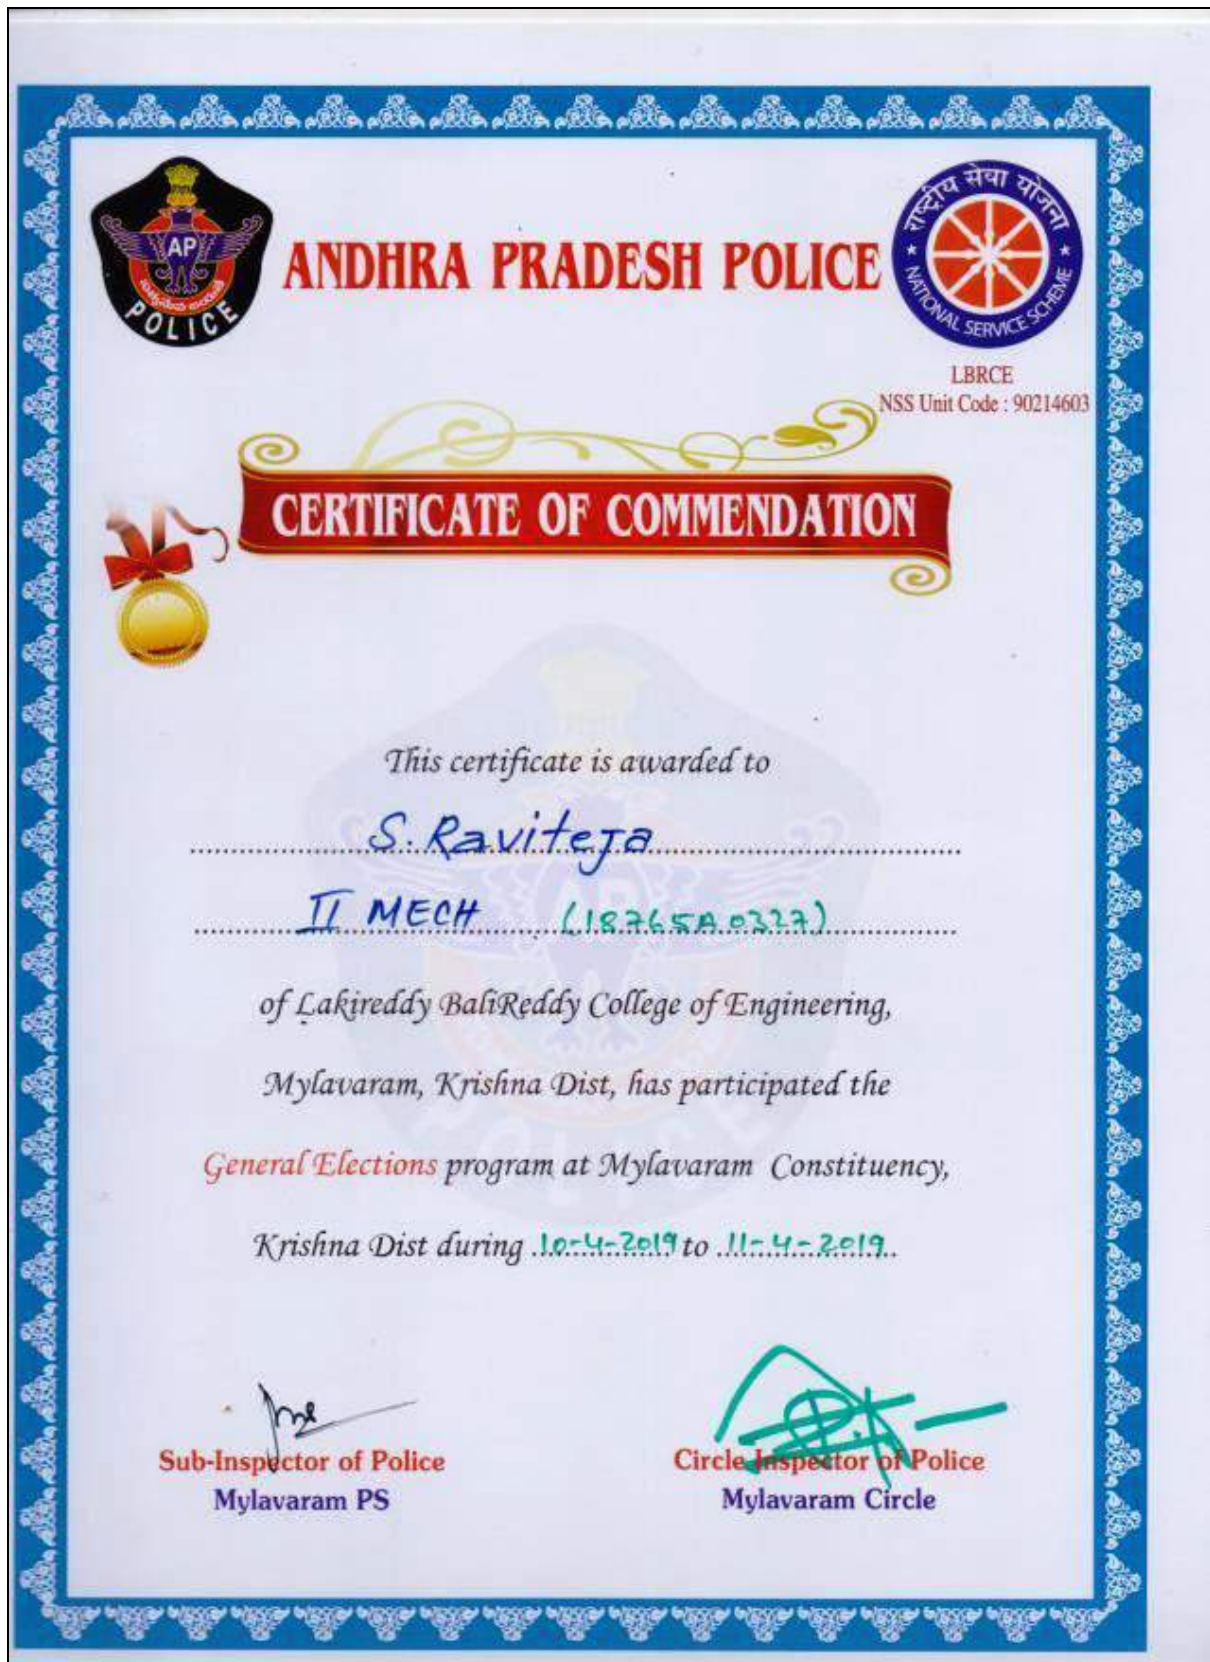 AP
POLICE
ANDHRA PRADESH POLICE
राष्ट्रीय सेवा योजना
NATIONAL SERVICE SCHEME
LBRCE
NSS Unit Code : 90214603
CERTIFICATE OF COMMENDATION
This certificate is awarded to
S. Raviteja
II MECH (18765A0327)
of Lakireddy BaliReddy College of Engineering,
Mylavaram, Krishna Dist, has participated the
General Elections program at Mylavaram Constituency,
Krishna Dist during 10-4-2019 to 11-4-2019
Sub-Inspector of Police
Mylavaram PS
Circle Inspector of Police
Mylavaram Circle